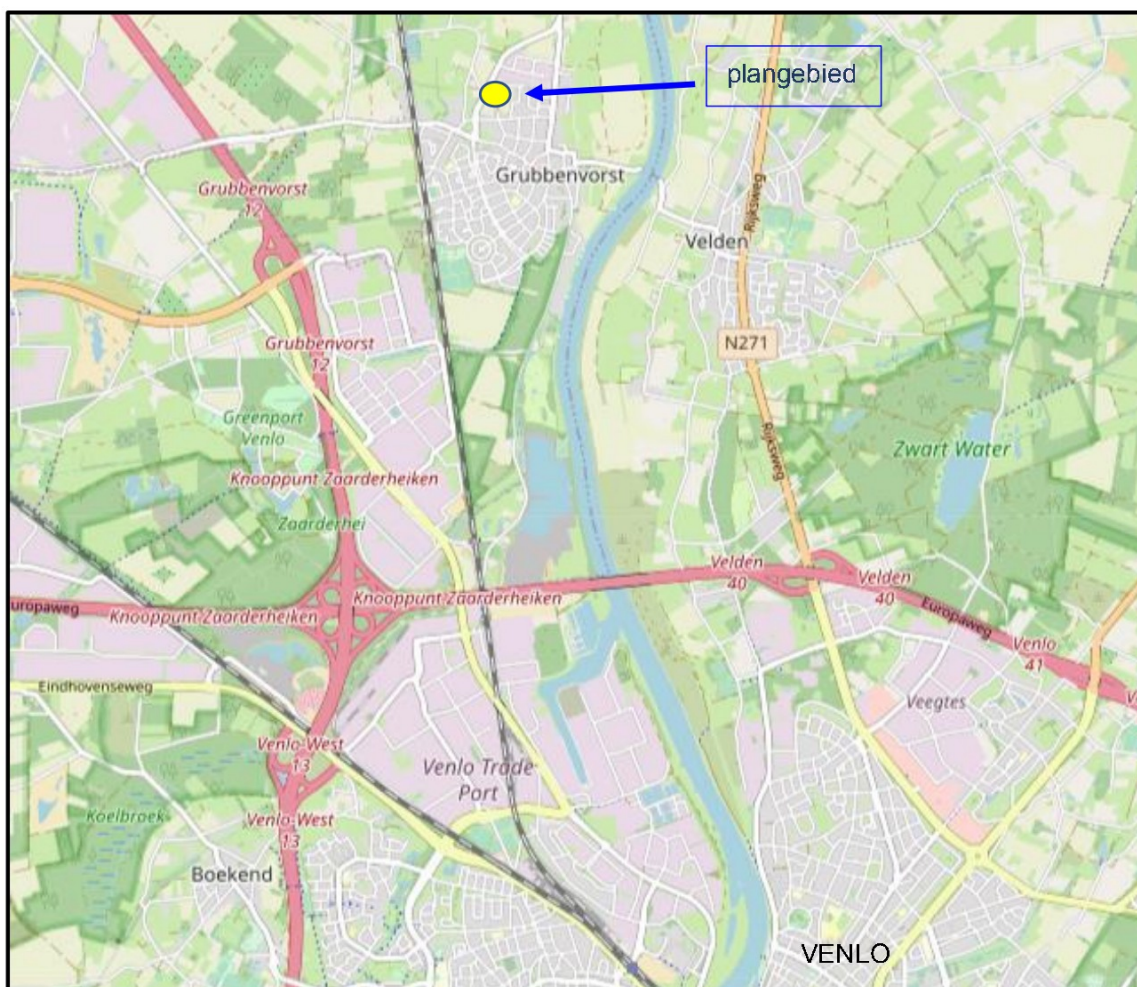 plangebied
Grubbenvorst
Grubbenvorst
12
Velden
Rijksweg
Grubbenvorst
12
N271
Greenport
Venlo
Rijksweg
Zwart Water
Knooppunt Zaarderheiken
Zaarderhei
Velden
40
Velden
40
Knooppunt Zaarderheiken
Europaweg
Knooppunt Zaarderheiken
Europaweg
Venlo
41
Eindhovenseweg
Veegtes
Venlo-West
13
Venlo Trade
Port
Koelbroek
Venlo-West
13
Boekend
VENLO